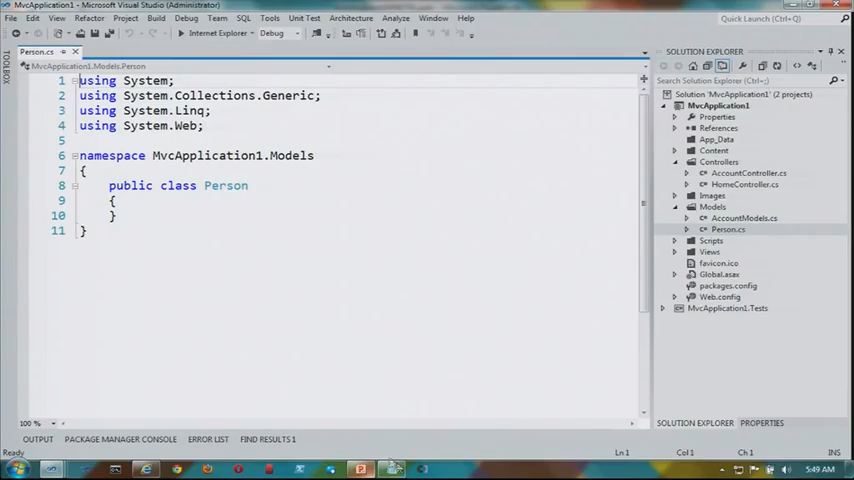 MvcApplication1 - Microsoft Visual Studio (Administrator)
File Edit View Refactor Project Build Debug Team SQL Tools Unit Test Architecture Analyze Window Help
Quick Launch (Ctrl+Q)
Internet Explorer Debug
Person.cs
SOLUTION EXPLORER
TOOLBOX
MvcApplication1.Models.Person
Search Solution Explorer (Ctrl+;)
1 using System;
2 using System.Collections.Generic;
3 using System.Linq;
4 using System.Web;
5
6 namespace MvcApplication1.Models
7 {
8 public class Person
9 {
10 }
11 }
Solution 'MvcApplication1' (2 projects)
MvcApplication1
Properties
References
App_Data
Content
Controllers
AccountController.cs
HomeController.cs
Images
Models
AccountModels.cs
Person.cs
Scripts
Views
favicon.ico
Global.asax
packages.config
Web.config
MvcApplication1.Tests
100 %
SOLUTION EXPLORER PROPERTIES
OUTPUT PACKAGE MANAGER CONSOLE ERROR LIST FIND RESULTS 1
Ready Ln 1 Col 1 Ch 1 INS
5:49 AM